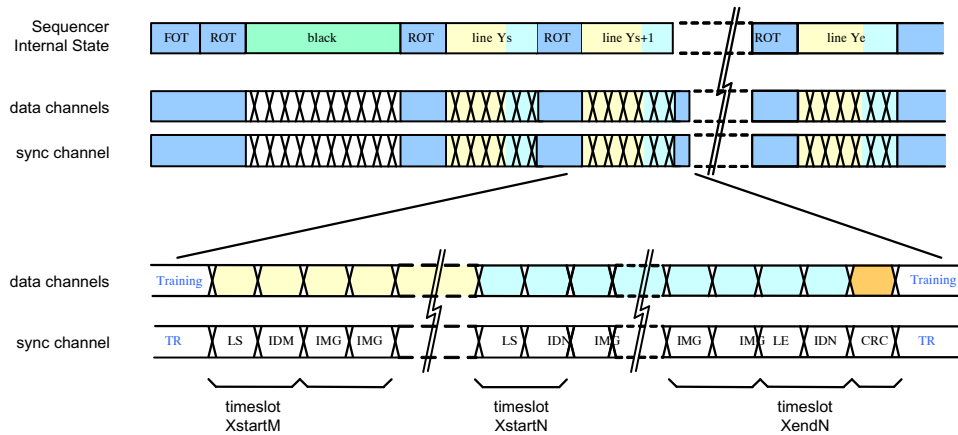 Sequencer
Internal State
FOT ROT black ROT line Ys ROT line Ys+1 ROT line Ye
data channels
sync channel
data channels Training Training
sync channel TR LS IDM IMG IMG LS IDN IMG IMG IMG LE IDN CRC TR
timeslot timeslot timeslot
XstartM XstartN XendN